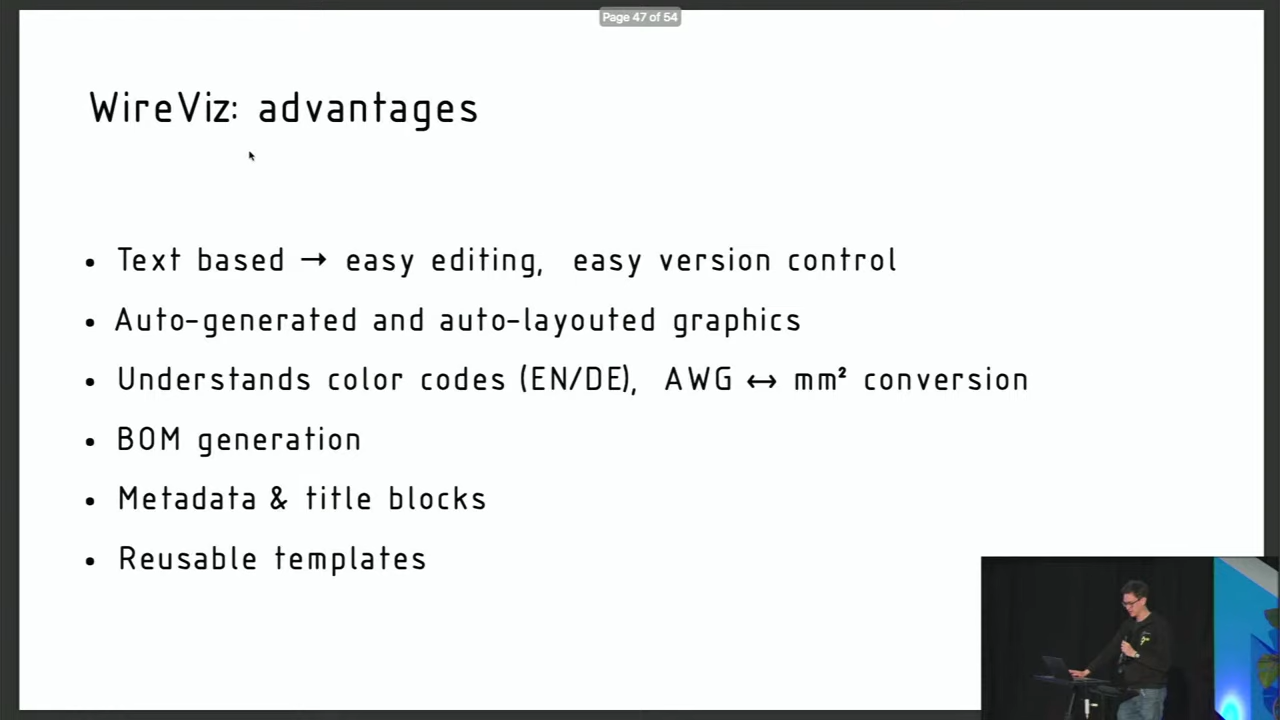 Page 47 of 54
WireViz: advantages
• Text based → easy editing, easy version control
• Auto-generated and auto-layouted graphics
• Understands color codes (EN/DE), AWG ↔ mm² conversion
• BOM generation
• Metadata & title blocks
• Reusable templates